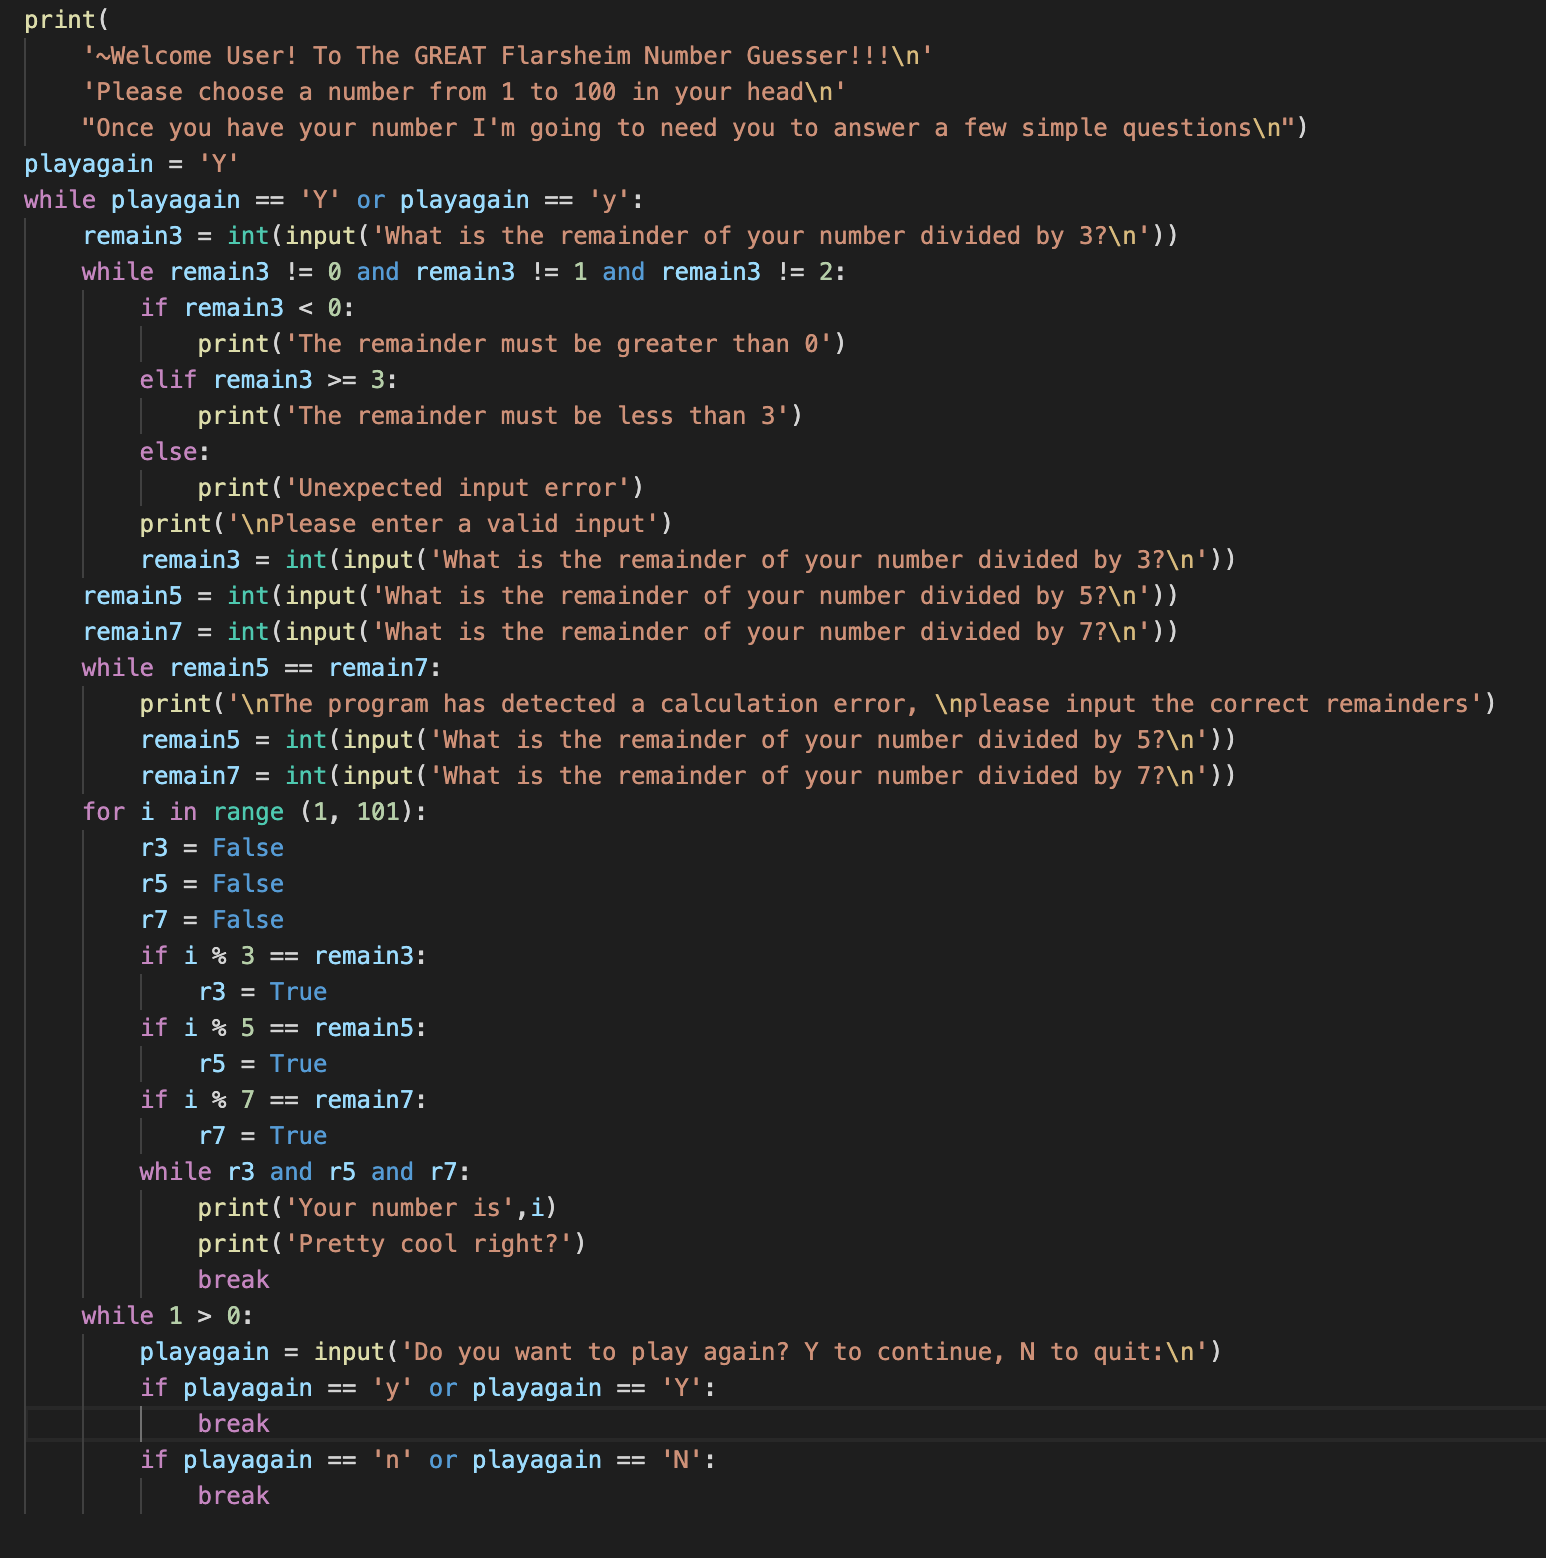 print(
    '~Welcome User! To The GREAT Flarsheim Number Guesser!!!\n'
    'Please choose a number from 1 to 100 in your head\n'
    "Once you have your number I'm going to need you to answer a few simple questions\n")
playagain = 'Y'
while playagain == 'Y' or playagain == 'y':
    remain3 = int(input('What is the remainder of your number divided by 3?\n'))
    while remain3 != 0 and remain3 != 1 and remain3 != 2:
        if remain3 < 0:
            print('The remainder must be greater than 0')
        elif remain3 >= 3:
            print('The remainder must be less than 3')
        else:
            print('Unexpected input error')
        print('\nPlease enter a valid input')
        remain3 = int(input('What is the remainder of your number divided by 3?\n'))
    remain5 = int(input('What is the remainder of your number divided by 5?\n'))
    remain7 = int(input('What is the remainder of your number divided by 7?\n'))
    while remain5 == remain7:
        print('\nThe program has detected a calculation error, \nplease input the correct remainders')
        remain5 = int(input('What is the remainder of your number divided by 5?\n'))
        remain7 = int(input('What is the remainder of your number divided by 7?\n'))
    for i in range (1, 101):
        r3 = False
        r5 = False
        r7 = False
        if i % 3 == remain3:
            r3 = True
        if i % 5 == remain5:
            r5 = True
        if i % 7 == remain7:
            r7 = True
        while r3 and r5 and r7:
            print('Your number is',i)
            print('Pretty cool right?')
            break
    while 1 > 0:
        playagain = input('Do you want to play again? Y to continue, N to quit:\n')
        if playagain == 'y' or playagain == 'Y':
            break
        if playagain == 'n' or playagain == 'N':
            break